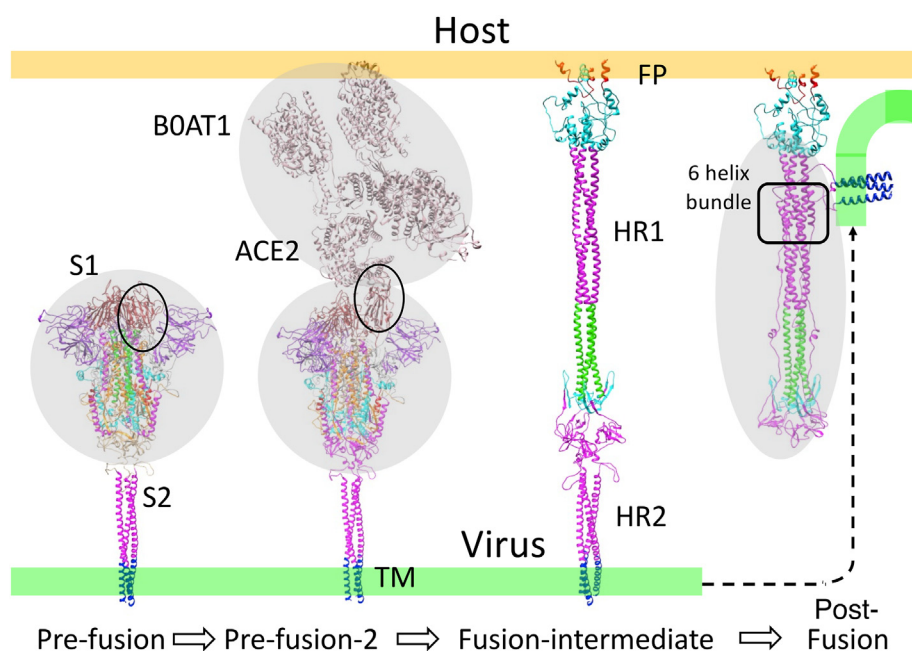 Host
FP
B0AT1
6 helix
bundle
HR1
ACE2
S1
S2
HR2
Virus
TM
Pre-fusion
Pre-fusion-2
Fusion-intermediate
Post-
Fusion